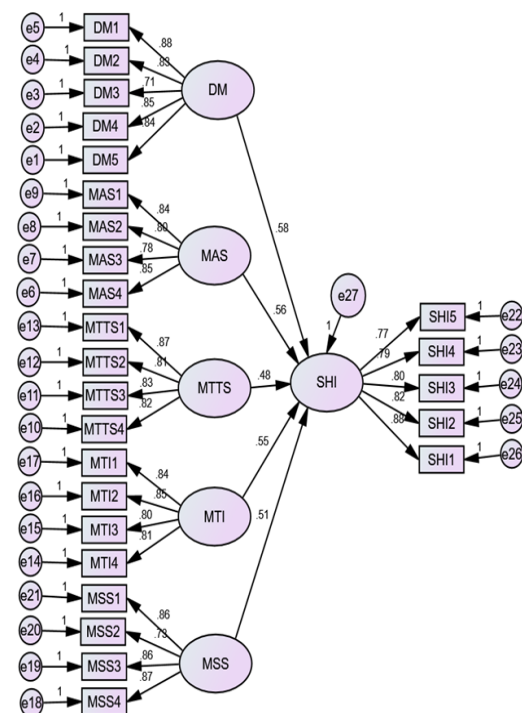 e5 1 DM1
.88
e4 1 DM2
.83
e3 1 DM3
.71
DM
e2 1 DM4
.85
e1 1 DM5
.84
e9 1 MAS1
.84
e8 1 MAS2
.80
e7 1 MAS3
.78
MAS
e6 1 MAS4
.85
e13 1 MTTS1
.87
e12 1 MTTS2
.81
e11 1 MTTS3
.83
MTTS
e10 1 MTTS4
.82
e17 1 MTI1
.84
e16 1 MTI2
.85
e15 1 MTI3
.80
MTI
e14 1 MTI4
.81
e21 1 MSS1
.86
e20 1 MSS2
.73
e19 1 MSS3
.86
MSS
e18 1 MSS4
.87
.58
.56
.48
.55
.51
e27
1
SHI
.77
SHI5 1 e22
.79
SHI4 1 e23
.80
SHI3 1 e24
.82
SHI2 1 e25
.88
SHI1 1 e26